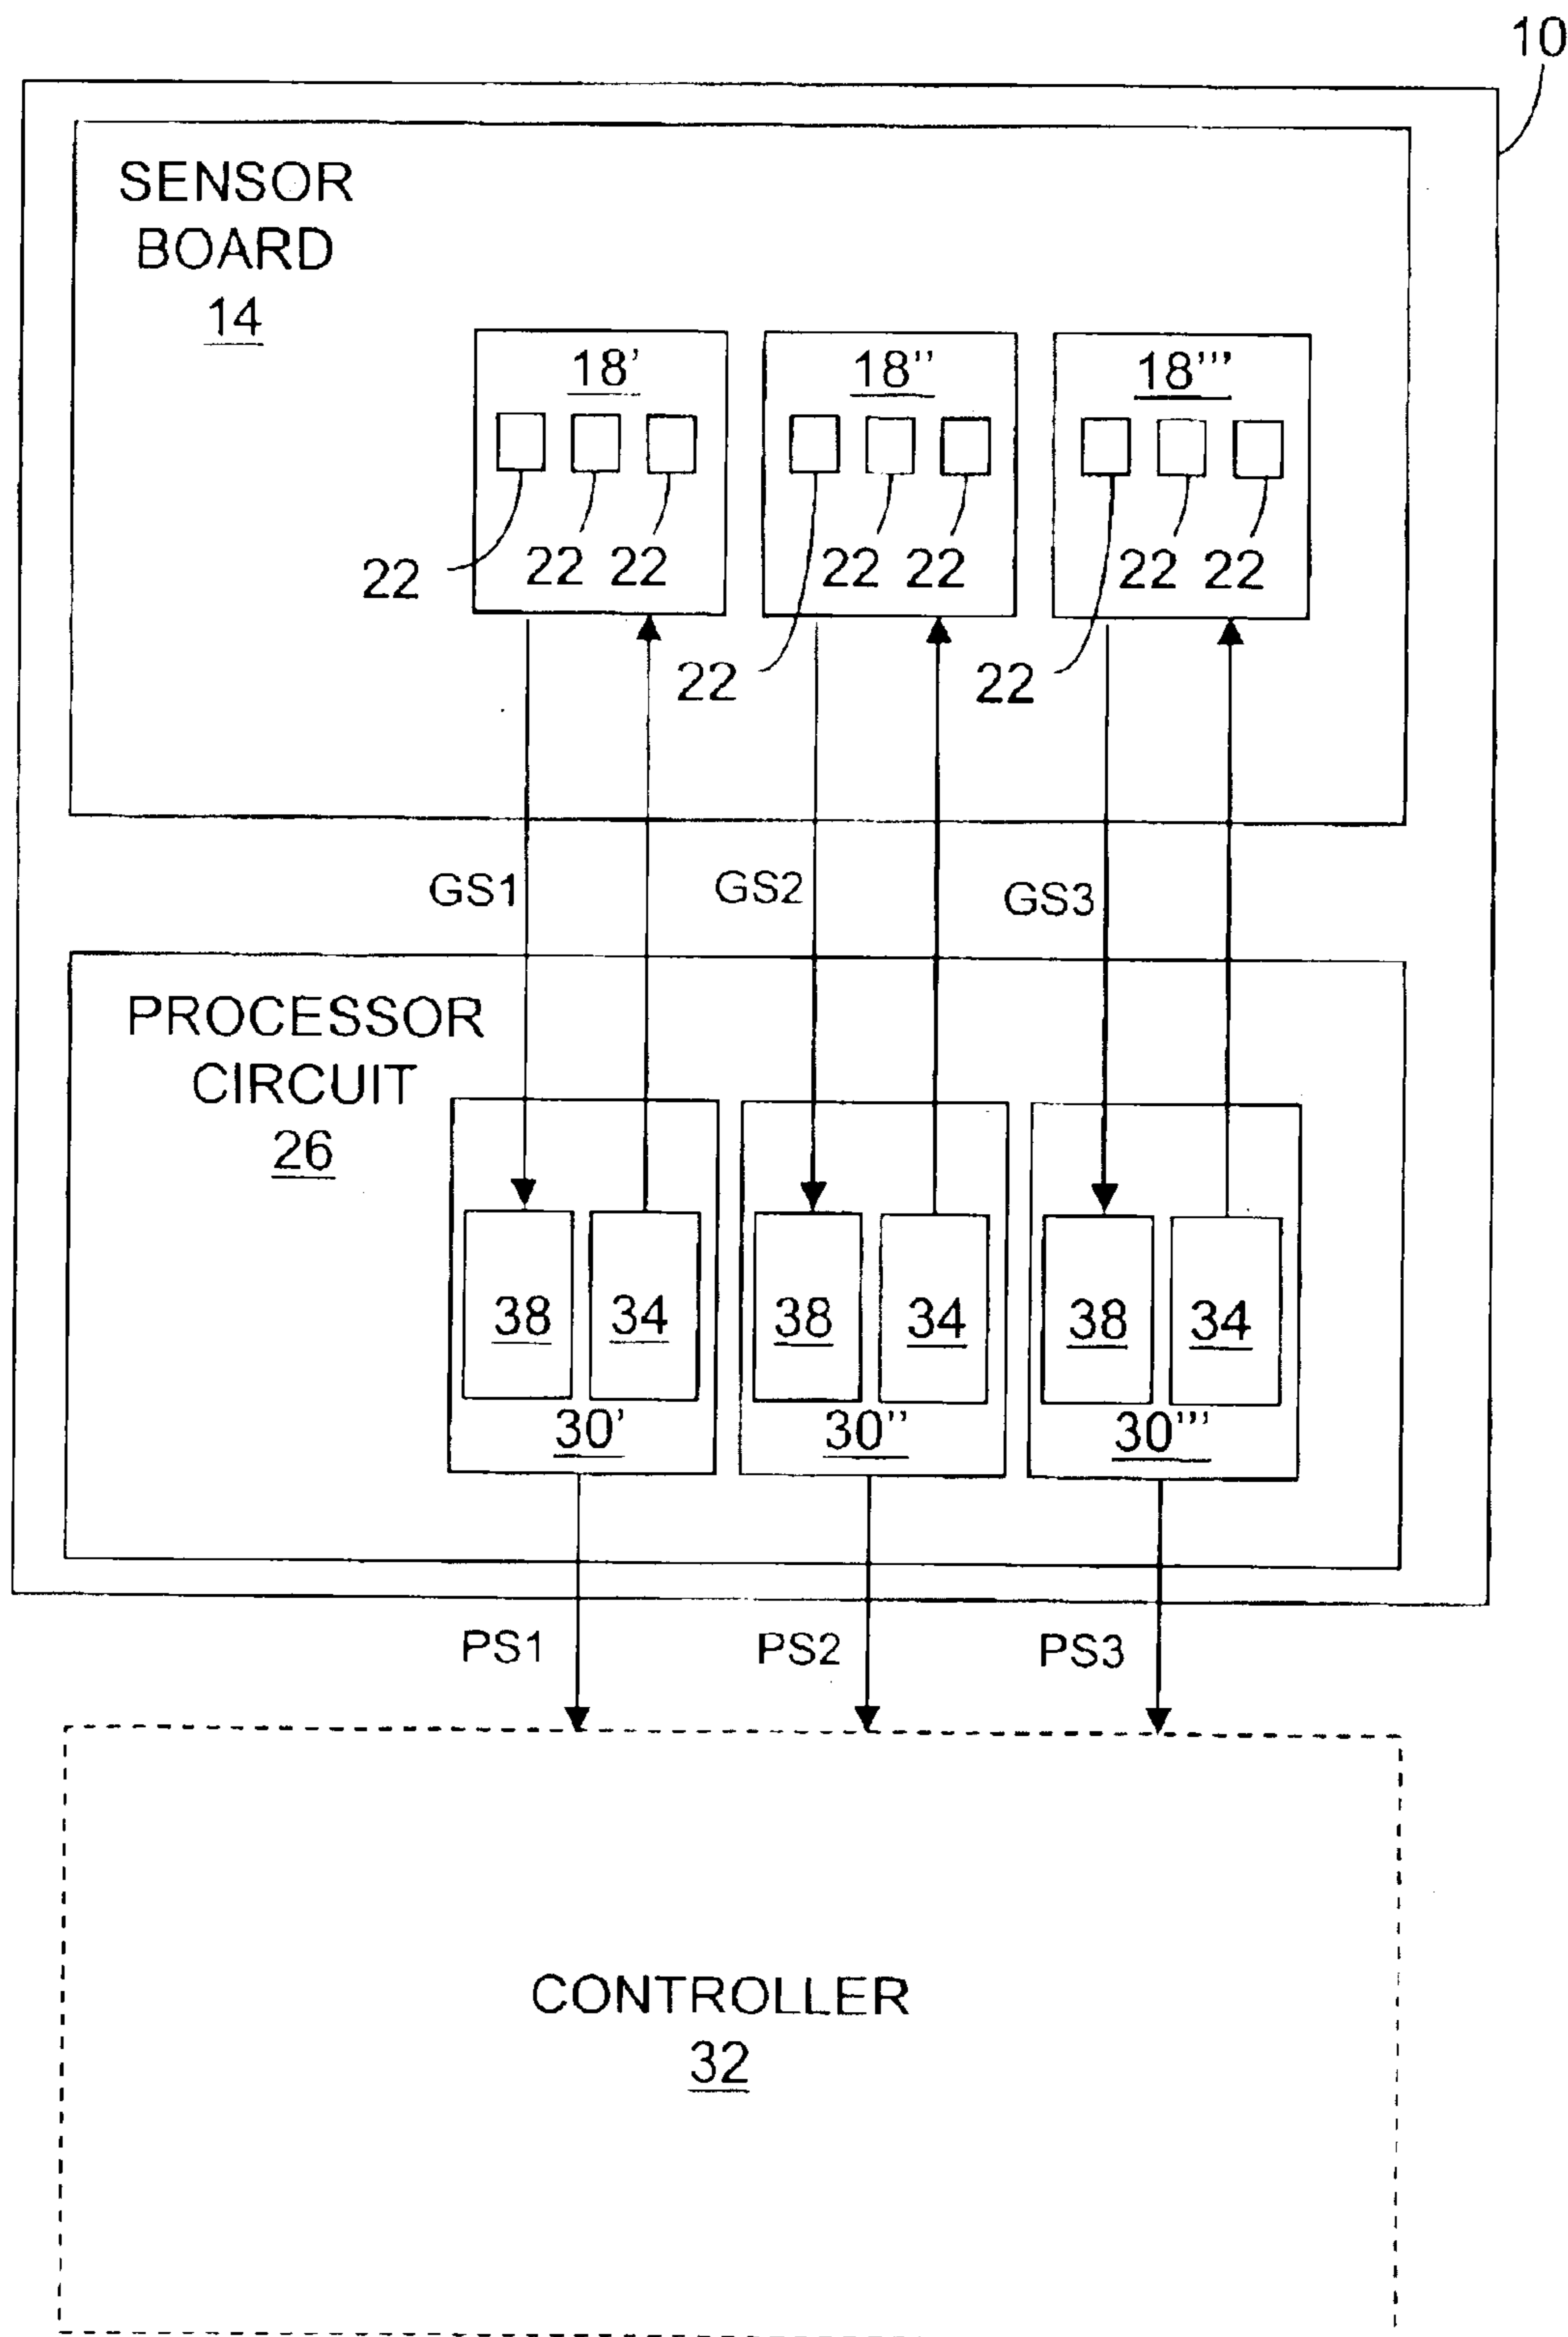 10
SENSOR
BOARD
14
18' 18" 18'"
22 22 22 22 22 22 22
22 22
GS1 GS2 GS3
PROCESSOR
CIRCUIT
26
38 34 38 34 38 34
30' 30" 30'"
PS1 PS2 PS3
CONTROLLER
32